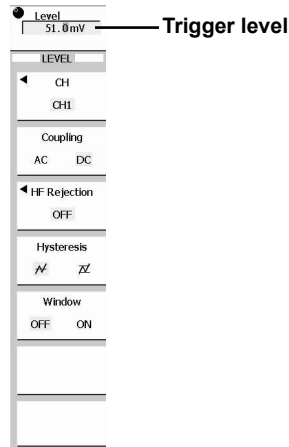 Level
51.0mV
Trigger level
LEVEL
CH
CH1
Coupling
AC DC
HF Rejection
OFF
Hysteresis
Window
OFF ON